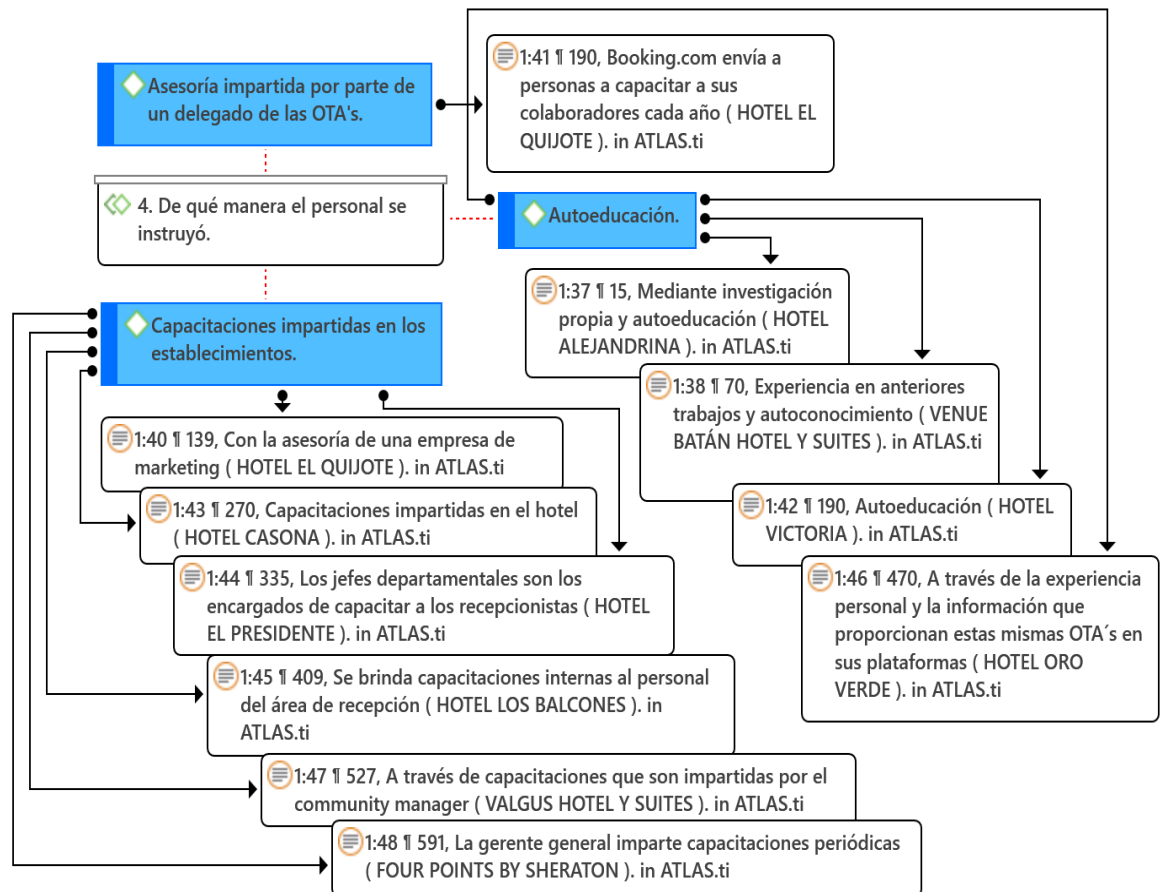 Asesoría impartida por parte de
un delegado de las OTA's.
1:41 ¶ 190, Booking.com envía a
personas a capacitar a sus
colaboradores cada año ( HOTEL EL
QUIJOTE ). in ATLAS.ti
4. De qué manera el personal se
instruyó.
Autoeducación.
1:37 ¶ 15, Mediante investigación
propia y autoeducación ( HOTEL
ALEJANDRINA ). in ATLAS.ti
1:38 ¶ 70, Experiencia en anteriores
trabajos y autoconocimiento ( VENUE
BATÁN HOTEL Y SUITES ). in ATLAS.ti
1:42 ¶ 190, Autoeducación ( HOTEL
VICTORIA ). in ATLAS.ti
1:46 ¶ 470, A través de la experiencia
personal y la información que
proporcionan estas mismas OTA´s en
sus plataformas ( HOTEL ORO
VERDE ). in ATLAS.ti
Capacitaciones impartidas en los
establecimientos.
1:40 ¶ 139, Con la asesoría de una empresa de
marketing ( HOTEL EL QUIJOTE ). in ATLAS.ti
1:43 ¶ 270, Capacitaciones impartidas en el hotel
( HOTEL CASONA ). in ATLAS.ti
1:44 ¶ 335, Los jefes departamentales son los
encargados de capacitar a los recepcionistas ( HOTEL
EL PRESIDENTE ). in ATLAS.ti
1:45 ¶ 409, Se brinda capacitaciones internas al personal
del área de recepción ( HOTEL LOS BALCONES ). in
ATLAS.ti
1:47 ¶ 527, A través de capacitaciones que son impartidas por el
community manager ( VALGUS HOTEL Y SUITES ). in ATLAS.ti
1:48 ¶ 591, La gerente general imparte capacitaciones periódicas
( FOUR POINTS BY SHERATON ). in ATLAS.ti